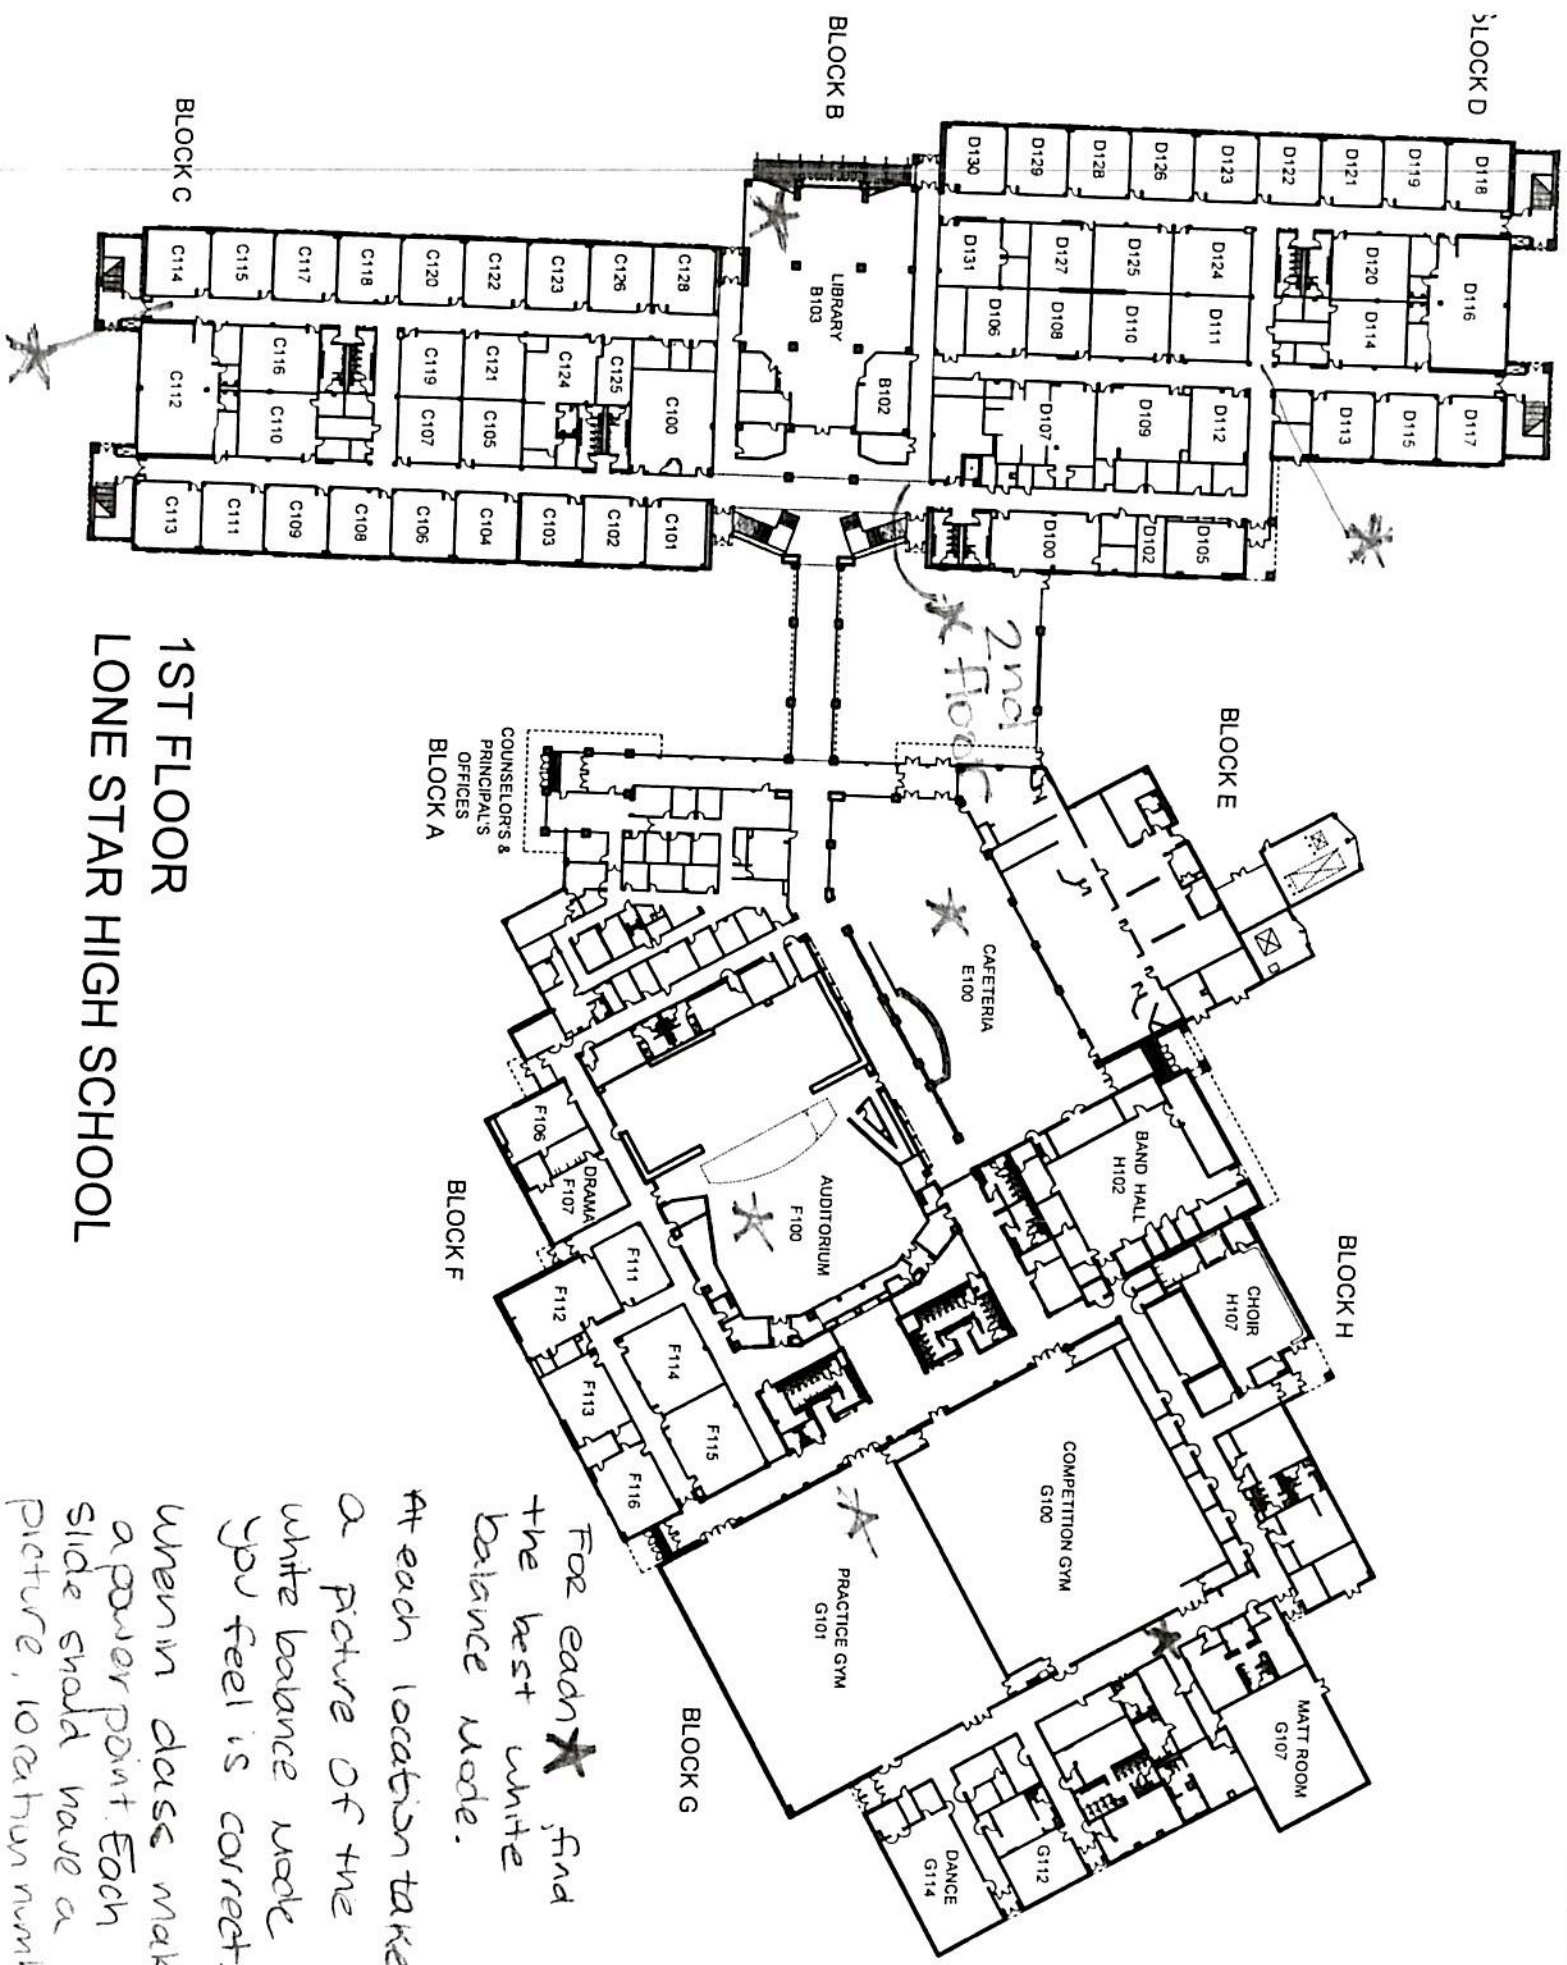 BLOCK B
LOCK D
BLOCK C
D118
D119
D121
D122
D123
D126
D128
D129
D130
D116
D120
D124
D125
D127
D131
D114
D111
D110
D108
D106
D117
D115
D113
D112
D109
D107
D105
D102
D100
LIBRARY
B103
B102
C128
C126
C123
C122
C120
C118
C117
C115
C114
C100
C125
C124
C121
C119
C116
C112
C105
C107
C110
C101
C102
C103
C104
C106
C108
C109
C111
C113
2nd
floor
BLOCK E
COUNSELOR'S &
PRINCIPAL'S
OFFICES
BLOCK A
CAFETERIA
E100
BAND HALL
H102
BLOCK H
CHOIR
H107
AUDITORIUM
F100
F106
DRAMA
F107
F111
F112
F114
F113
F115
F116
BLOCK F
COMPETITION GYM
G100
PRACTICE GYM
G101
MATT ROOM
G107
G112
DANCE
G114
BLOCK G
1ST FLOOR
LONE STAR HIGH SCHOOL
For each ★, find
the best white
balance mode.
At each location take
a picture of the
white balance mode
you feel is correct.
When in class mak
a powerpoint. Each
slide should have a
picture, location num